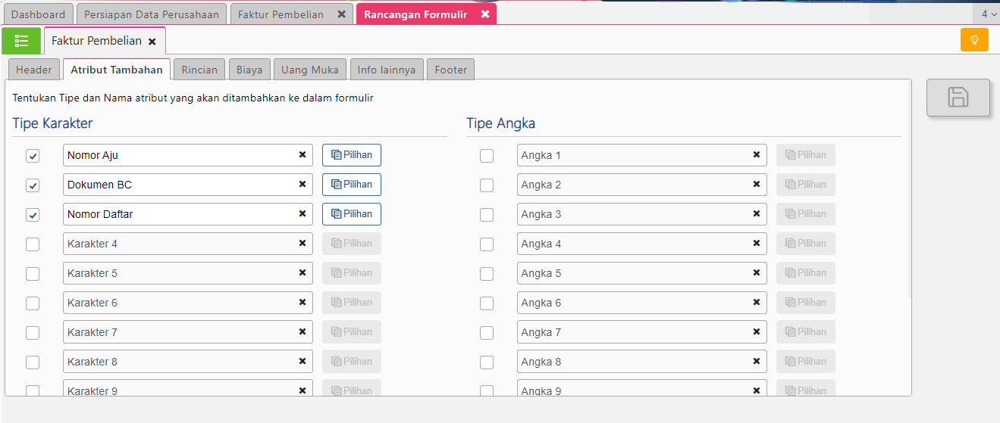 Dashboard Persiapan Data Perusahaan Faktur Pembelian Rancangan Formulir 4
Faktur Pembelian
Header Atribut Tambahan Rincian Biaya Uang Muka Info lainnya Footer
Tentukan Tipe dan Nama atribut yang akan ditambahkan ke dalam formulir
Tipe Karakter Tipe Angka
Nomor Aju Pilihan Angka 1 Pilihan
Dokumen BC Pilihan Angka 2 Pilihan
Nomor Daftar Pilihan Angka 3 Pilihan
Karakter 4 Pilihan Angka 4 Pilihan
Karakter 5 Pilihan Angka 5 Pilihan
Karakter 6 Pilihan Angka 6 Pilihan
Karakter 7 Pilihan Angka 7 Pilihan
Karakter 8 Pilihan Angka 8 Pilihan
Karakter 9 Pilihan Angka 9 Pilihan